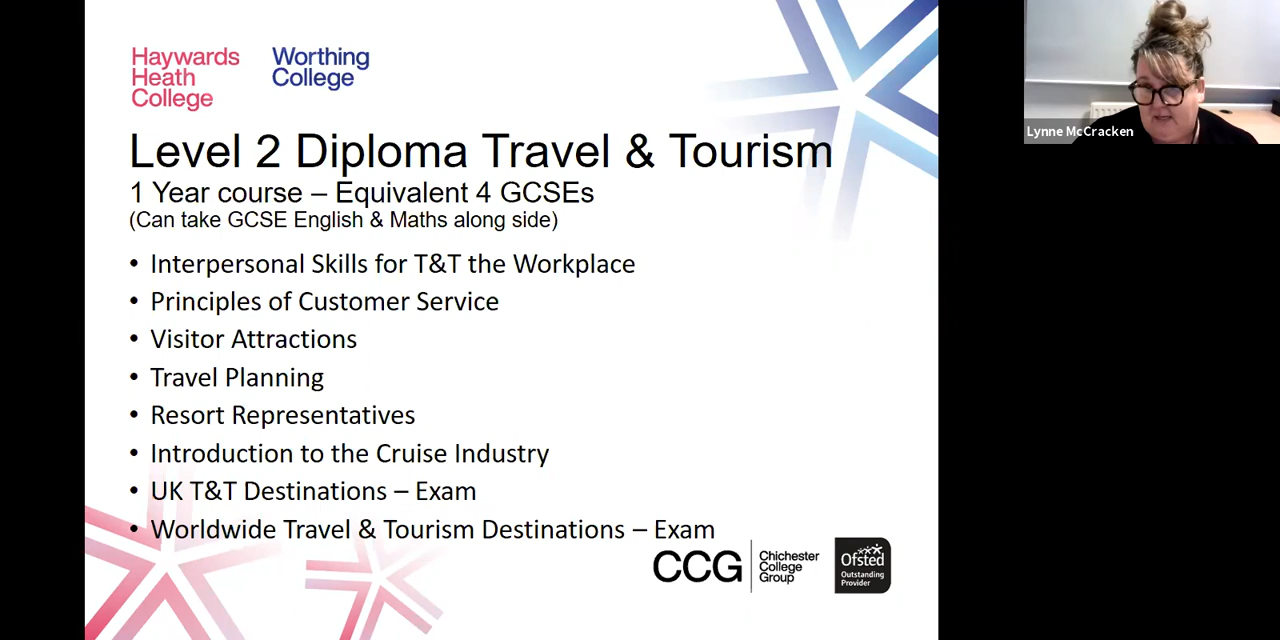 Haywards
Heath
College
Worthing
College
Level 2 Diploma Travel & Tourism
1 Year course – Equivalent 4 GCSEs
(Can take GCSE English & Maths along side)
• Interpersonal Skills for T&T the Workplace
• Principles of Customer Service
• Visitor Attractions
• Travel Planning
• Resort Representatives
• Introduction to the Cruise Industry
• UK T&T Destinations – Exam
• Worldwide Travel & Tourism Destinations – Exam
CCG
Chichester
College
Group
Ofsted
Outstanding
Provider
Lynne McCracken